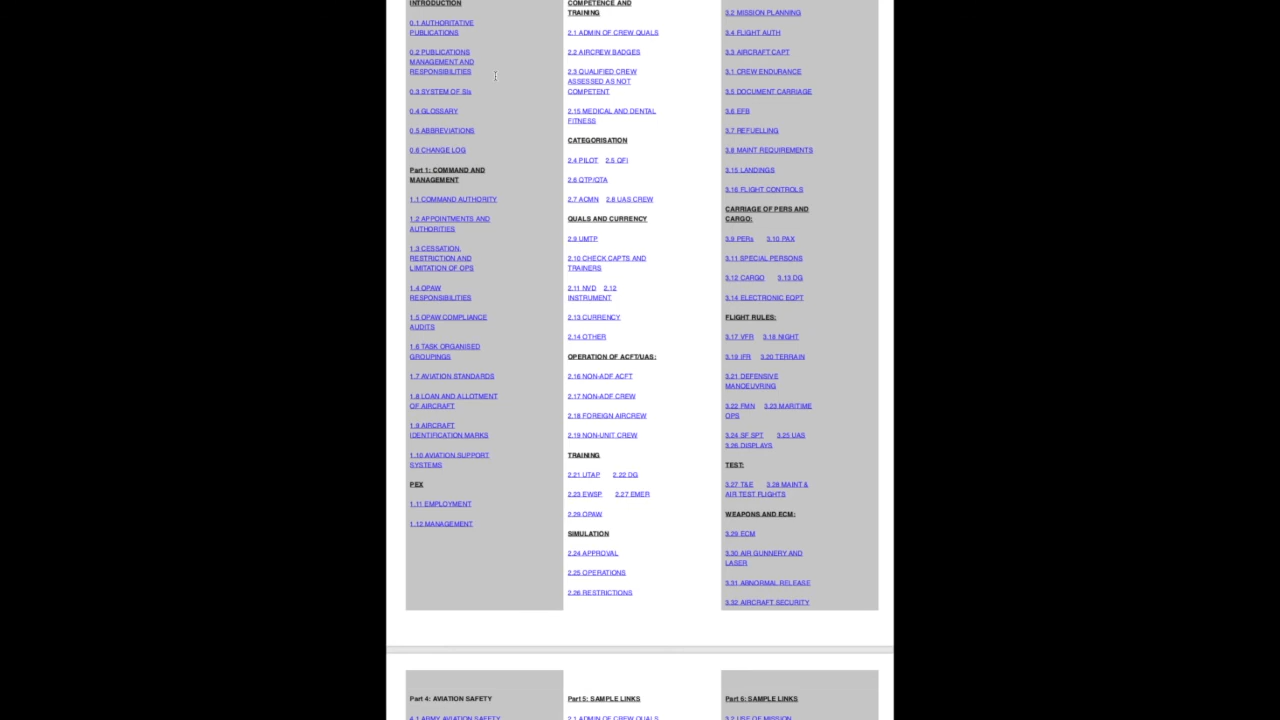 INTRODUCTION
0.1 AUTHORITATIVE
PUBLICATIONS
0.2 PUBLICATIONS
MANAGEMENT AND
RESPONSIBILITIES
0.3 SYSTEM OF SIs
0.4 GLOSSARY
0.5 ABBREVIATIONS
0.6 CHANGE LOG
Part 1: COMMAND AND
MANAGEMENT
1.1 COMMAND AUTHORITY
1.2 APPOINTMENTS AND
AUTHORITIES
1.3 CESSATION,
RESTRICTION AND
LIMITATION OF OPS
1.4 OPAW
RESPONSIBILITIES
1.5 OPAW COMPLIANCE
AUDITS
1.6 TASK ORGANISED
GROUPINGS
1.7 AVIATION STANDARDS
1.8 LOAN AND ALLOTMENT
OF AIRCRAFT
1.9 AIRCRAFT
IDENTIFICATION MARKS
1.10 AVIATION SUPPORT
SYSTEMS
PEX
1.11 EMPLOYMENT
1.12 MANAGEMENT
COMPETENCE AND
TRAINING
2.1 ADMIN OF CREW QUALS
2.2 AIRCREW BADGES
2.3 QUALIFIED CREW
ASSESSED AS NOT
COMPETENT
2.15 MEDICAL AND DENTAL
FITNESS
CATEGORISATION
2.4 PILOT 2.5 QFI
2.6 QTP/QTA
2.7 ACMN 2.8 UAS CREW
QUALS AND CURRENCY
2.9 UMTP
2.10 CHECK CAPTS AND
TRAINERS
2.11 NVD 2.12
INSTRUMENT
2.13 CURRENCY
2.14 OTHER
OPERATION OF ACFT/UAS:
2.16 NON-ADF ACFT
2.17 NON-ADF CREW
2.18 FOREIGN AIRCREW
2.19 NON-UNIT CREW
TRAINING
2.21 UTAP 2.22 DG
2.23 EWSP 2.27 EMER
2.29 OPAW
SIMULATION
2.24 APPROVAL
2.25 OPERATIONS
2.26 RESTRICTIONS
3.2 MISSION PLANNING
3.4 FLIGHT AUTH
3.3 AIRCRAFT CAPT
3.1 CREW ENDURANCE
3.5 DOCUMENT CARRIAGE
3.6 EFB
3.7 REFUELLING
3.8 MAINT REQUIREMENTS
3.15 LANDINGS
3.16 FLIGHT CONTROLS
CARRIAGE OF PERS AND
CARGO:
3.9 PERs 3.10 PAX
3.11 SPECIAL PERSONS
3.12 CARGO 3.13 DG
3.14 ELECTRONIC EQPT
FLIGHT RULES:
3.17 VFR 3.18 NIGHT
3.19 IFR 3.20 TERRAIN
3.21 DEFENSIVE
MANOEUVRING
3.22 FMN 3.23 MARITIME
OPS
3.24 SF SPT 3.25 UAS
3.26 DISPLAYS
TEST:
3.27 T&E 3.28 MAINT &
AIR TEST FLIGHTS
WEAPONS AND ECM:
3.29 ECM
3.30 AIR GUNNERY AND
LASER
3.31 ABNORMAL RELEASE
3.32 AIRCRAFT SECURITY
Part 4: AVIATION SAFETY
4.1 ARMY AVIATION SAFETY
Part 5: SAMPLE LINKS
2.1 ADMIN OF CREW QUALS
Part 6: SAMPLE LINKS
3.2 USE OF MISSION